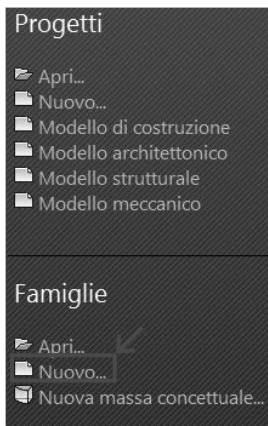 Progetti
Apri...
Nuovo...
Modello di costruzione
Modello architettonico
Modello strutturale
Modello meccanico
Famiglie
Apri...
Nuovo...
Nuova massa concettuale...